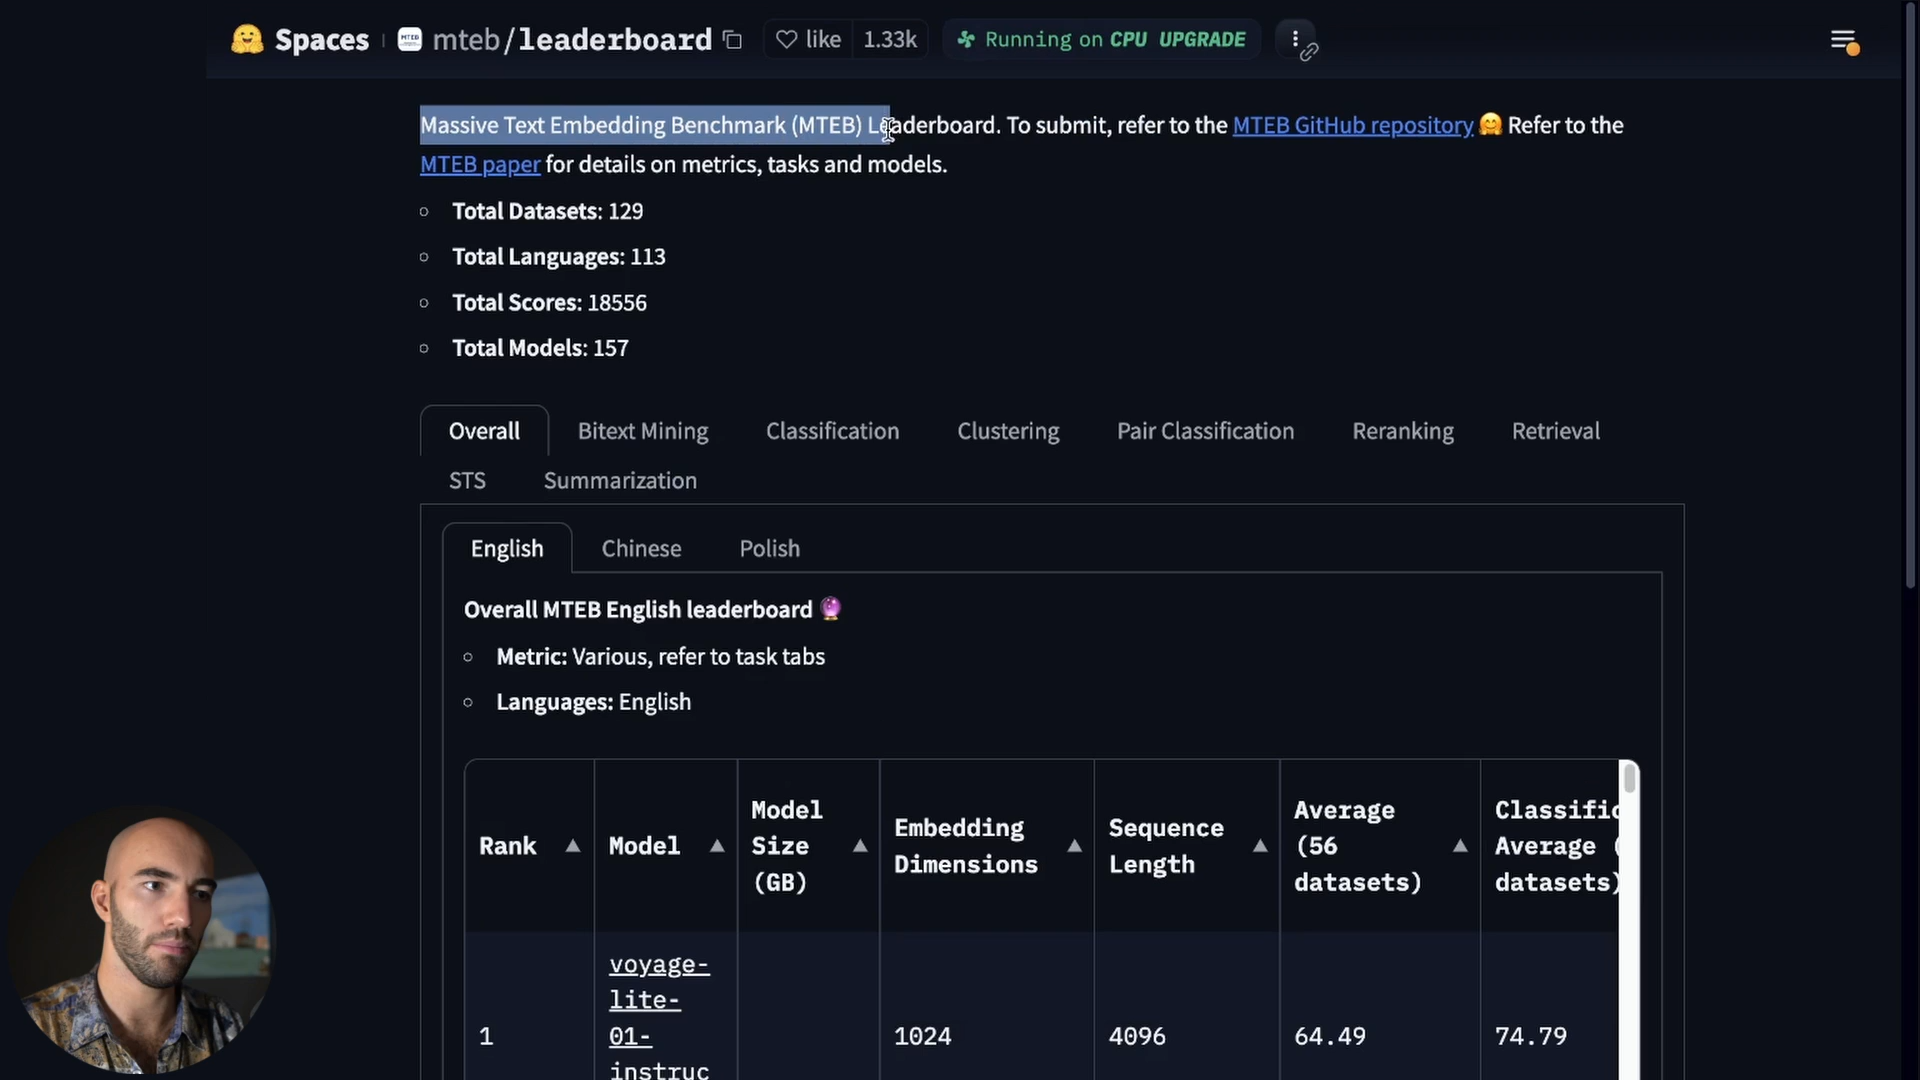 Spaces mteb/leaderboard like 1.33k Running on CPU UPGRADE
Massive Text Embedding Benchmark (MTEB) Leaderboard. To submit, refer to the MTEB GitHub repository 🤗 Refer to the
MTEB paper for details on metrics, tasks and models.
Total Datasets: 129
Total Languages: 113
Total Scores: 18556
Total Models: 157
Overall Bitext Mining Classification Clustering Pair Classification Reranking Retrieval
STS Summarization
English Chinese Polish
Overall MTEB English leaderboard 🔮
Metric: Various, refer to task tabs
Languages: English
Rank Model Model Size (GB) Embedding Dimensions Sequence Length Average (56 datasets) Average datasets)
1 voyage-lite-01-instruc 1024 4096 64.49 74.79